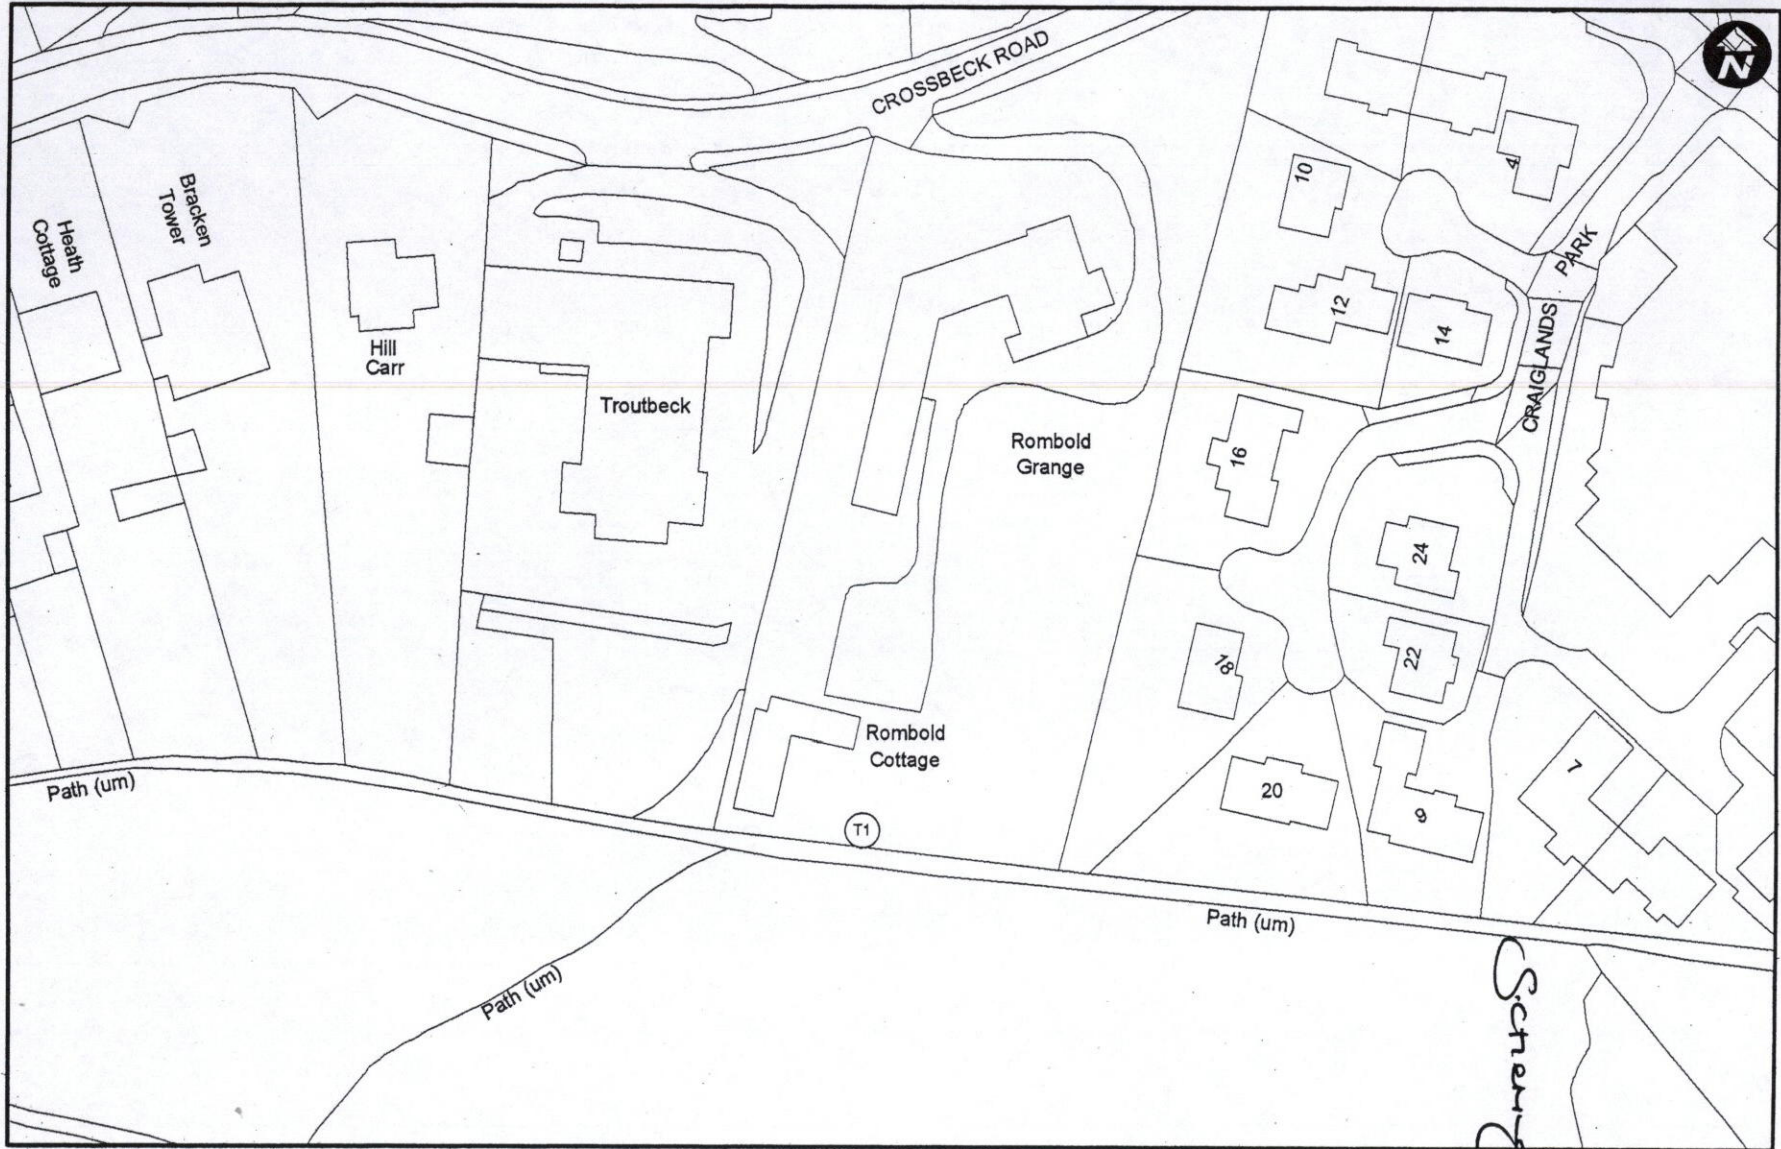 CROSSBECK ROAD
N
10
4
Bracken
Tower
Heath
Cottage
PARK
12
14
CRAIGLANDS
Hill
Carr
Troutbeck
Rombold
Grange
16
24
18
22
Rombold
Cottage
Path (um)
20
7
9
T1
Path (um)
Path (um)